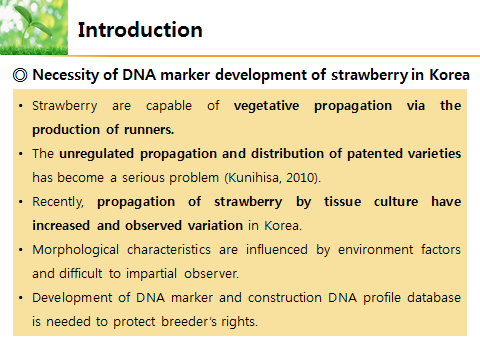 Introduction
◎ Necessity of DNA marker development of strawberry in Korea
• Strawberry are capable of vegetative propagation via the
production of runners.
• The unregulated propagation and distribution of patented varieties
has become a serious problem (Kunihisa, 2010).
• Recently, propagation of strawberry by tissue culture have
increased and observed variation in Korea.
• Morphological characteristics are influenced by environment factors
and difficult to impartial observer.
• Development of DNA marker and construction DNA profile database
is needed to protect breeder's rights.